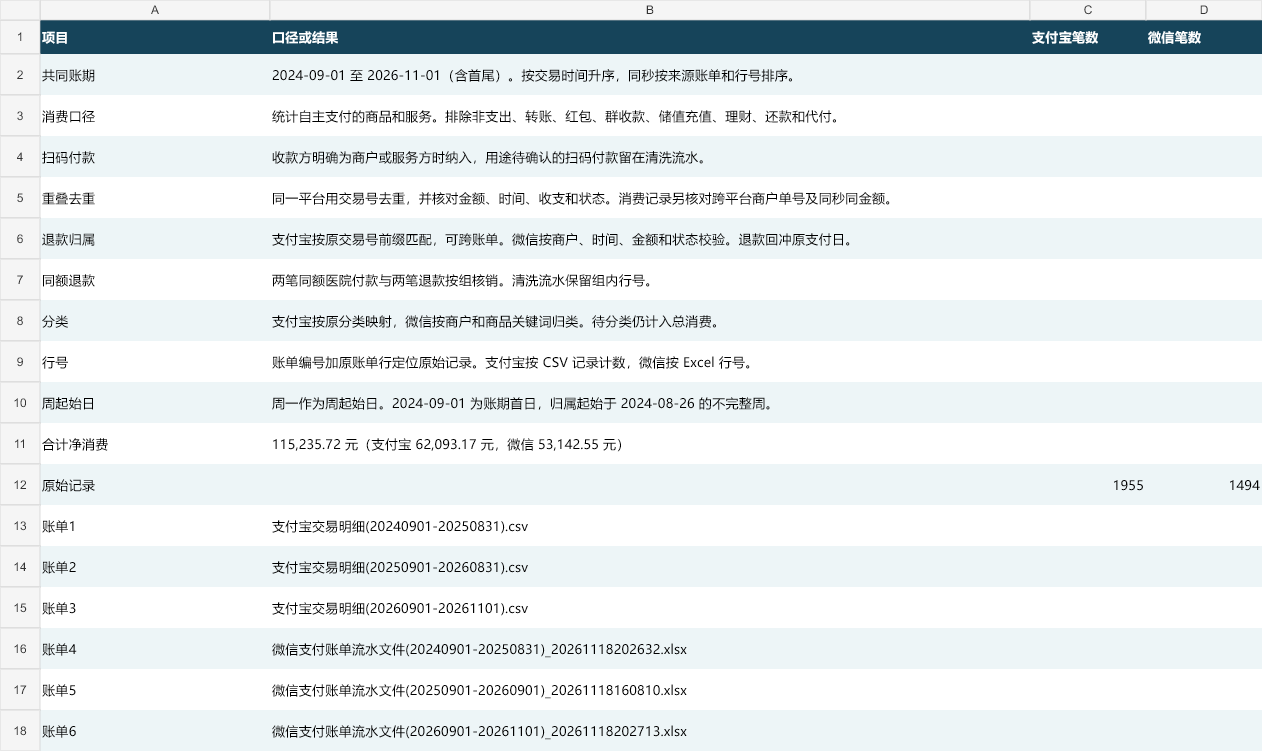 A B C D
1 项目 口径或结果 支付宝笔数 微信笔数
2 共同账期 2024-09-01 至 2026-11-01（含首尾）。按交易时间升序，同秒按来源账单和行号排序。
3 消费口径 统计自主支付的商品和服务。排除非支出、转账、红包、群收款、储值充值、理财、还款和代付。
4 扫码付款 收款方明确为商户或服务方时纳入，用途待确认的扫码付款留在清洗流水。
5 重叠去重 同一平台用交易号去重，并核对金额、时间、收支和状态。消费记录另核对跨平台商户单号及同秒同金额。
6 退款归属 支付宝按原交易号前缀匹配，可跨账单。微信按商户、时间、金额和状态校验。退款回冲原支付日。
7 同额退款 两笔同额医院付款与两笔退款按组核销。清洗流水保留组内行号。
8 分类 支付宝按原分类映射，微信按商户和商品关键词归类。待分类仍计入总消费。
9 行号 账单编号加原账单行定位原始记录。支付宝按 CSV 记录计数，微信按 Excel 行号。
10 周起始日 周一作为周起始日。2024-09-01 为账期首日，归属起始于 2024-08-26 的不完整周。
11 合计净消费 115,235.72 元（支付宝 62,093.17 元，微信 53,142.55 元）
12 原始记录 1955 1494
13 账单1 支付宝交易明细(20240901-20250831).csv
14 账单2 支付宝交易明细(20250901-20260831).csv
15 账单3 支付宝交易明细(20260901-20261101).csv
16 账单4 微信支付账单流水文件(20240901-20250831)_20261118202632.xlsx
17 账单5 微信支付账单流水文件(20250901-20260901)_20261118160810.xlsx
18 账单6 微信支付账单流水文件(20260901-20261101)_20261118202713.xlsx